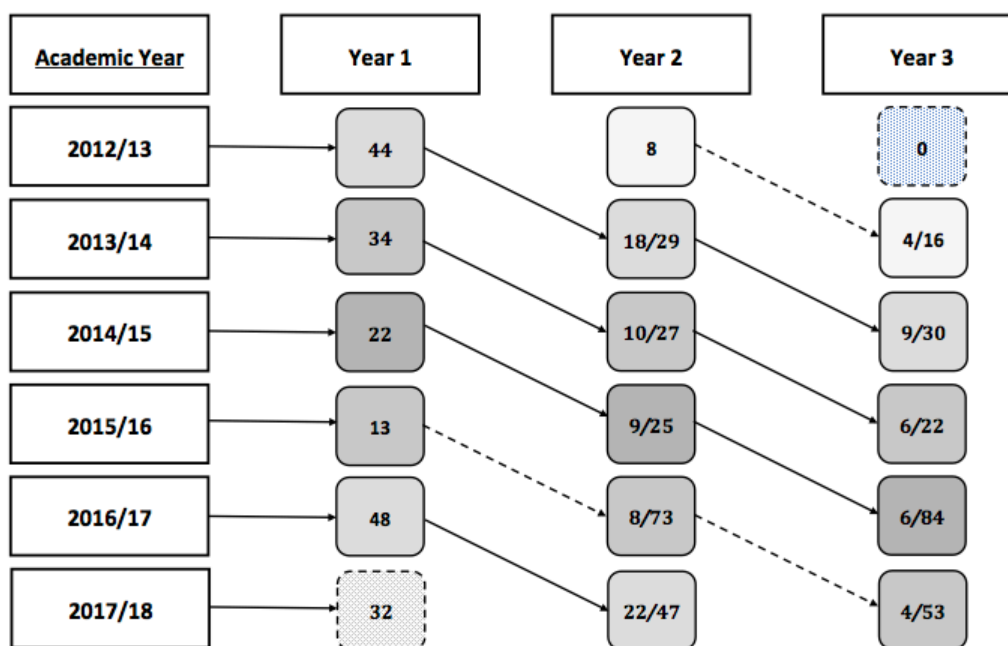 Academic Year Year 1 Year 2 Year 3
2012/13 44 8 0
2013/14 34 18/29 4/16
2014/15 22 10/27 9/30
2015/16 13 9/25 6/22
2016/17 48 8/73 6/84
2017/18 32 22/47 4/53